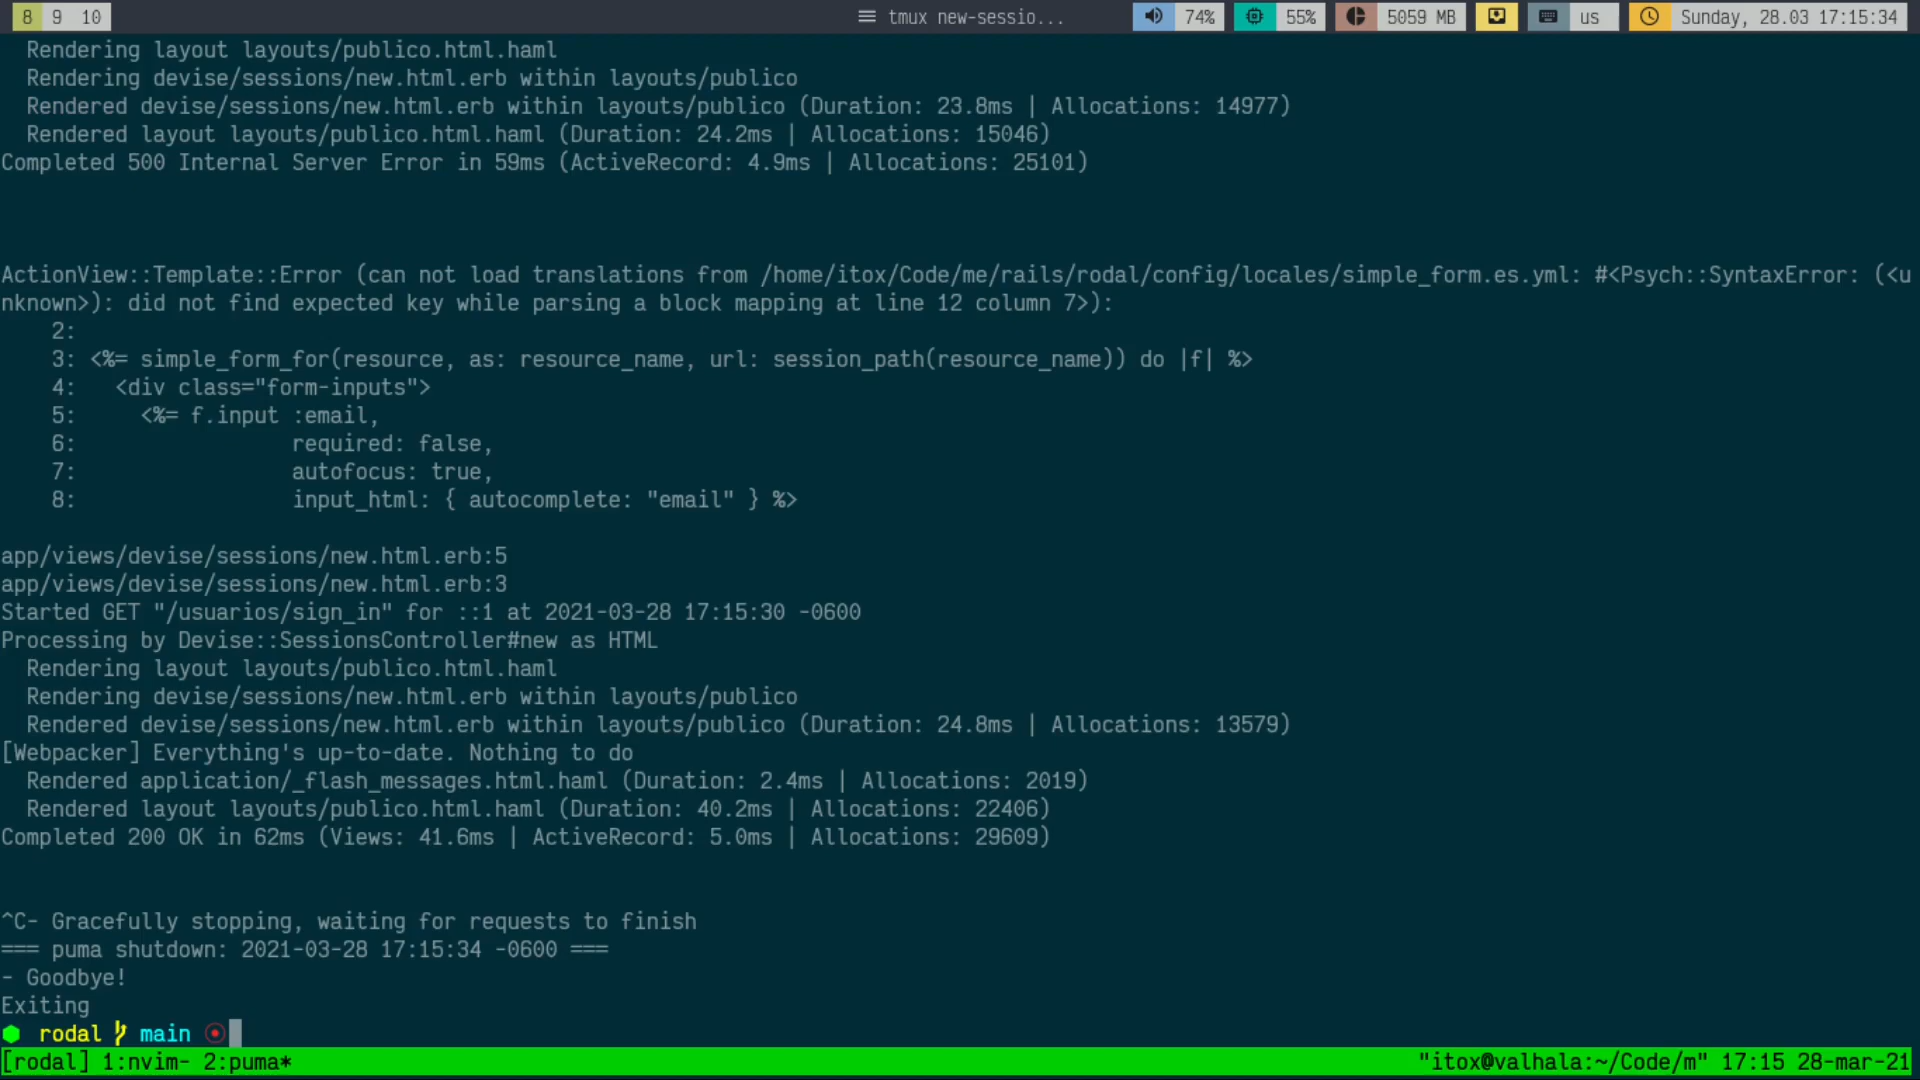 8 9 10 tmux new-sessio... 74% 55% 5059 MB us Sunday, 28.03 17:15:34
Rendering layout layouts/publico.html.haml
Rendering devise/sessions/new.html.erb within layouts/publico
Rendered devise/sessions/new.html.erb within layouts/publico (Duration: 23.8ms | Allocations: 14977)
Rendered layout layouts/publico.html.haml (Duration: 24.2ms | Allocations: 15046)
Completed 500 Internal Server Error in 59ms (ActiveRecord: 4.9ms | Allocations: 25101)
ActionView::Template::Error (can not load translations from /home/itox/Code/me/rails/rodal/config/locales/simple_form.es.yml: #<Psych::SyntaxError: (<u
nknown>): did not find expected key while parsing a block mapping at line 12 column 7>):
2:
3: <%= simple_form_for(resource, as: resource_name, url: session_path(resource_name)) do |f| %>
4: <div class="form-inputs">
5: <%= f.input :email,
6: required: false,
7: autofocus: true,
8: input_html: { autocomplete: "email" } %>
app/views/devise/sessions/new.html.erb:5
app/views/devise/sessions/new.html.erb:3
Started GET "/usuarios/sign_in" for ::1 at 2021-03-28 17:15:30 -0600
Processing by Devise::SessionsController#new as HTML
Rendering layout layouts/publico.html.haml
Rendering devise/sessions/new.html.erb within layouts/publico
Rendered devise/sessions/new.html.erb within layouts/publico (Duration: 24.8ms | Allocations: 13579)
[Webpacker] Everything's up-to-date. Nothing to do
Rendered application/_flash_messages.html.haml (Duration: 2.4ms | Allocations: 2019)
Rendered layout layouts/publico.html.haml (Duration: 40.2ms | Allocations: 22406)
Completed 200 OK in 62ms (Views: 41.6ms | ActiveRecord: 5.0ms | Allocations: 29609)
^C- Gracefully stopping, waiting for requests to finish
=== puma shutdown: 2021-03-28 17:15:34 -0600 ===
- Goodbye!
Exiting
rodal main
[rodal] 1:nvim- 2:puma* "itox@valhala:~/Code/m" 17:15 28-mar-21